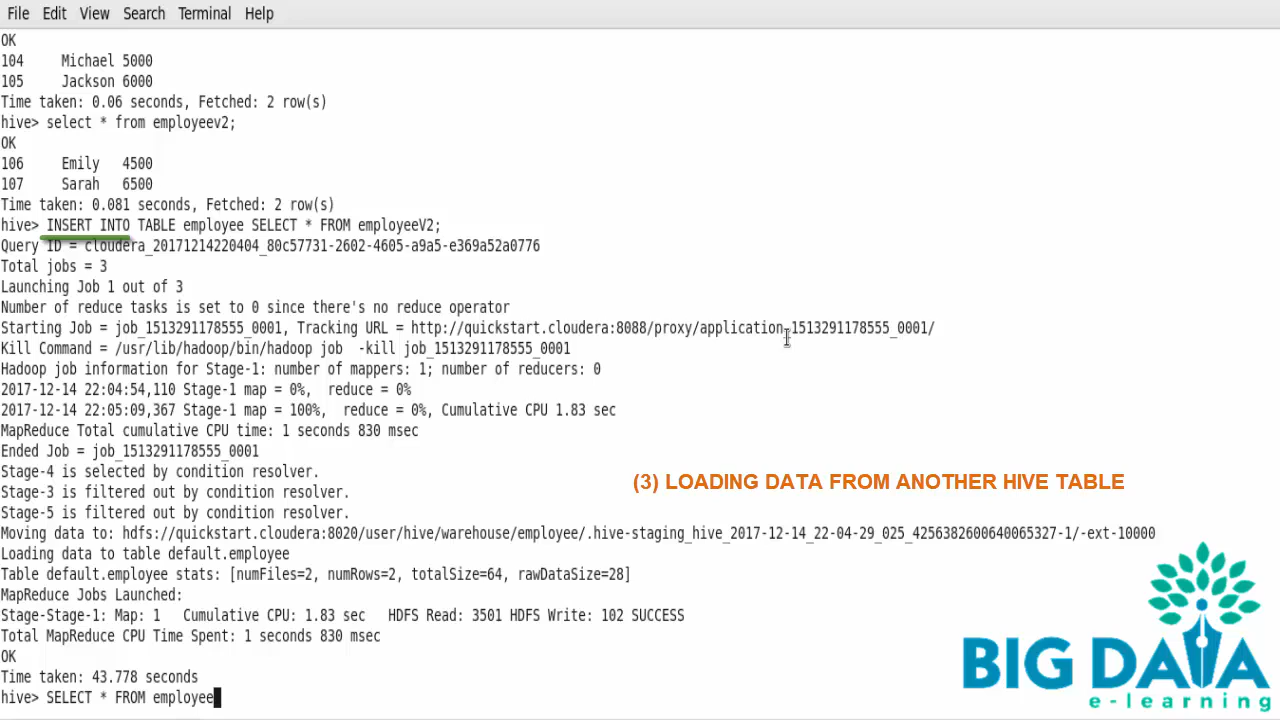 File Edit View Search Terminal Help
OK
104 Michael 5000
105 Jackson 6000
Time taken: 0.06 seconds, Fetched: 2 row(s)
hive> select * from employeev2;
OK
106 Emily 4500
107 Sarah 6500
Time taken: 0.081 seconds, Fetched: 2 row(s)
hive> INSERT INTO TABLE employee SELECT * FROM employeeV2;
Query ID = cloudera_20171214220404_80c57731-2602-4605-a9a5-e369a52a0776
Total jobs = 3
Launching Job 1 out of 3
Number of reduce tasks is set to 0 since there's no reduce operator
Starting Job = job_1513291178555_0001, Tracking URL = http://quickstart.cloudera:8088/proxy/application_1513291178555_0001/
Kill Command = /usr/lib/hadoop/bin/hadoop job  -kill job_1513291178555_0001
Hadoop job information for Stage-1: number of mappers: 1; number of reducers: 0
2017-12-14 22:04:54,110 Stage-1 map = 0%,  reduce = 0%
2017-12-14 22:05:09,367 Stage-1 map = 100%,  reduce = 0%, Cumulative CPU 1.83 sec
MapReduce Total cumulative CPU time: 1 seconds 830 msec
Ended Job = job_1513291178555_0001
Stage-4 is selected by condition resolver.
Stage-3 is filtered out by condition resolver.
Stage-5 is filtered out by condition resolver.
(3) LOADING DATA FROM ANOTHER HIVE TABLE
Moving data to: hdfs://quickstart.cloudera:8020/user/hive/warehouse/employee/.hive-staging_hive_2017-12-14_22-04-29_025_4256382600640065327-1/-ext-10000
Loading data to table default.employee
Table default.employee stats: [numFiles=2, numRows=2, totalSize=64, rawDataSize=28]
MapReduce Jobs Launched:
Stage-Stage-1: Map: 1   Cumulative CPU: 1.83 sec   HDFS Read: 3501 HDFS Write: 102 SUCCESS
Total MapReduce CPU Time Spent: 1 seconds 830 msec
OK
Time taken: 43.778 seconds
hive> SELECT * FROM employee
BIG DATA
e-learning